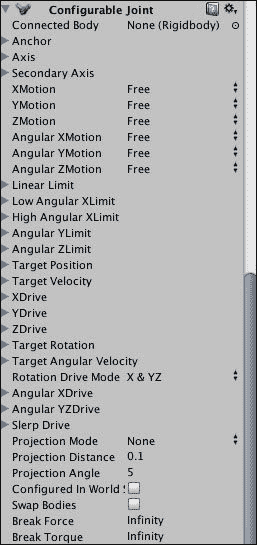 Configurable Joint
Connected Body None (Rigidbody)
Anchor
Axis
Secondary Axis
XMotion Free
YMotion Free
ZMotion Free
Angular XMotion Free
Angular YMotion Free
Angular ZMotion Free
Linear Limit
Low Angular XLimit
High Angular XLimit
Angular YLimit
Angular ZLimit
Target Position
Target Velocity
XDrive
YDrive
ZDrive
Target Rotation
Target Angular Velocity
Rotation Drive Mode X & YZ
Angular XDrive
Angular YZDrive
Slerp Drive
Projection Mode None
Projection Distance 0.1
Projection Angle 5
Configured In World S
Swap Bodies
Break Force Infinity
Break Torque Infinity